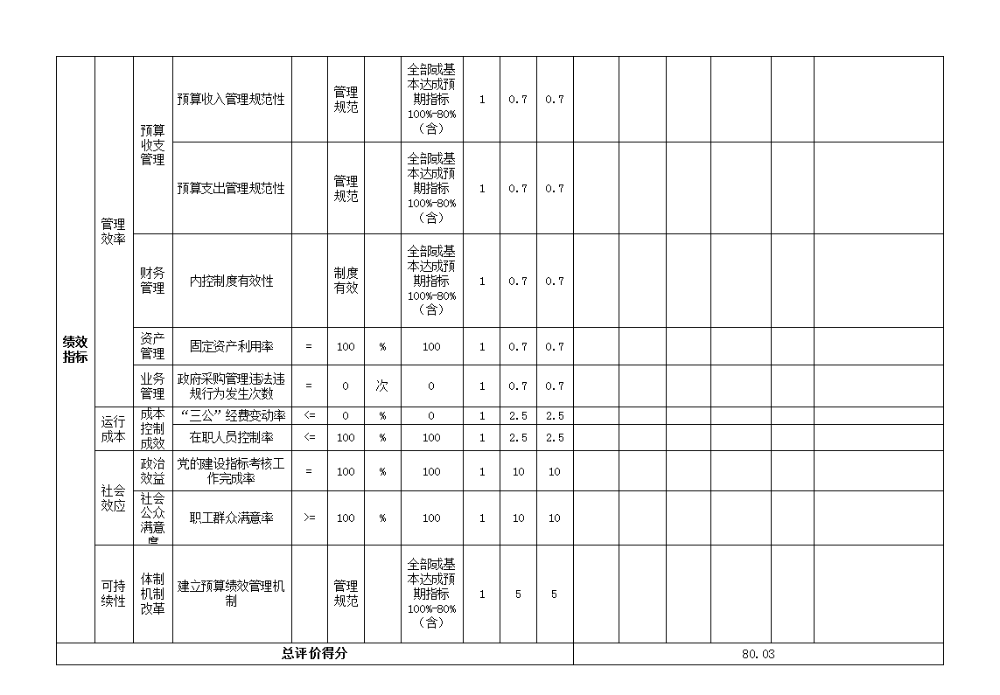 绩效
指标
管理
效率
预算
收支
管理
预算收入管理规范性
管理
规范
全部或基
本达成预
期指标
100%-80%
（含）
1
0.7
0.7
预算支出管理规范性
管理
规范
全部或基
本达成预
期指标
100%-80%
（含）
1
0.7
0.7
财务
管理
内控制度有效性
制度
有效
全部或基
本达成预
期指标
100%-80%
（含）
1
0.7
0.7
资产
管理
固定资产利用率
=
100
%
100
1
0.7
0.7
业务
管理
政府采购管理违法违
规行为发生次数
=
0
次
0
1
0.7
0.7
运行
成本
成本
控制
成效
“三公”经费变动率
<=
0
%
0
1
2.5
2.5
在职人员控制率
<=
100
%
100
1
2.5
2.5
社会
效应
政治
效益
党的建设指标考核工
作完成率
=
100
%
100
1
10
10
社会
公众
满意
度
职工群众满意率
>=
100
%
100
1
10
10
可持
续性
体制
机制
改革
建立预算绩效管理机
制
管理
规范
全部或基
本达成预
期指标
100%-80%
（含）
1
5
5
总评价得分
80.03